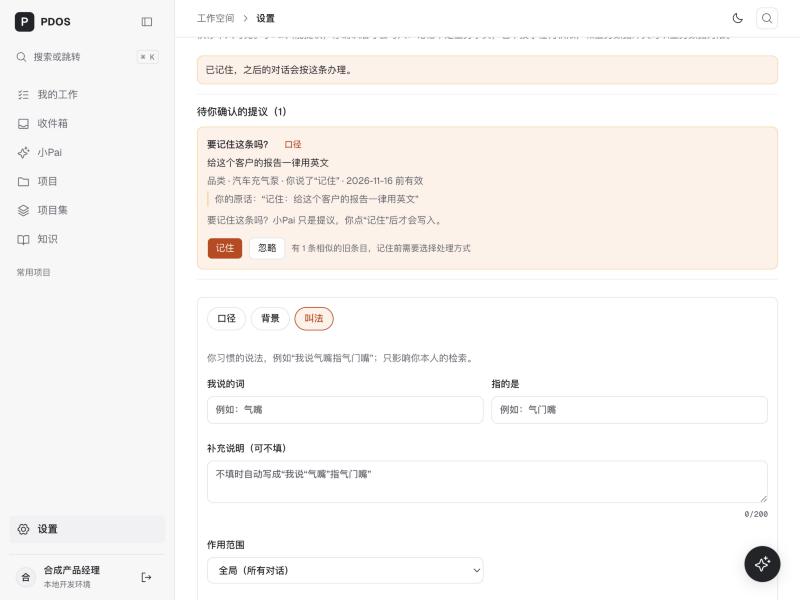 P PDOS
搜索或跳转 ⌘ K
我的工作
收件箱
小Pai
项目
项目集
知识
常用项目
设置
合
合成产品经理
本地开发环境
工作空间 > 设置
已记住，之后的对话会按这条办理。
待你确认的提议（1）
要记住这条吗？ 口径
给这个客户的报告一律用英文
品类 · 汽车充气泵 · 你说了“记住” · 2026-11-16 前有效
你的原话：“记住：给这个客户的报告一律用英文”
要记住这条吗？小Pai 只是提议，你点“记住”后才会写入。
记住 忽略 有 1 条相似的旧条目，记住前需要选择处理方式
口径 背景 叫法
你习惯的说法，例如“我说气嘴指气门嘴”；只影响你本人的检索。
我说的词 指的是
例如：气嘴 例如：气门嘴
补充说明（可不填）
不填时自动写成“我说“气嘴”指气门嘴”
0/200
作用范围
全局（所有对话）